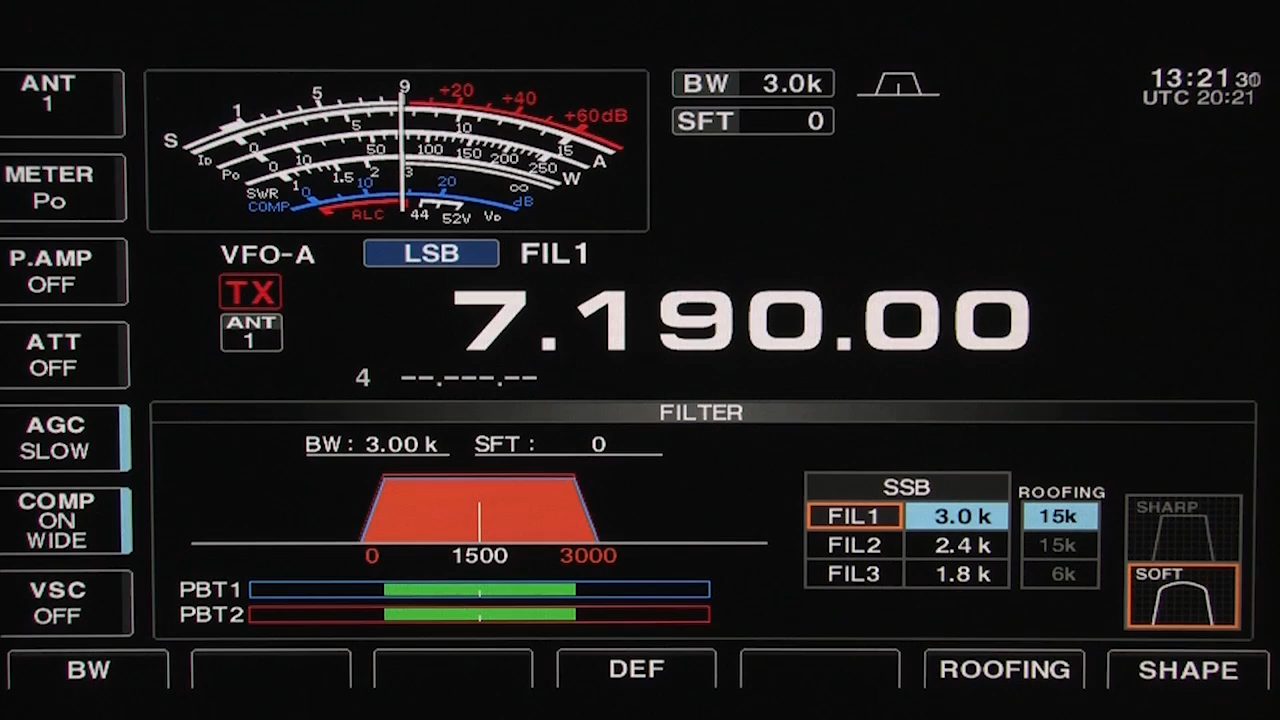 ANT
1
METER
Po
P.AMP
OFF
ATT
OFF
AGC
SLOW
COMP
ON
WIDE
VSC
OFF
S 1 5 9 +20 +40 +60dB
ID 0 5 10 15 A
Po 0 10 50 100 150 200 250 W
SWR 1 1.5 2 3 ∞
COMP 0 10 20 dB
ALC 44 52V VD
BW 3.0k
SFT 0
13:21 30
UTC 20:21
VFO-A LSB FIL1
TX
ANT
1
7.190.00
4 --.---.--
FILTER
BW: 3.00 k SFT: 0
0 1500 3000
PBT1
PBT2
SSB ROOFING
FIL1 3.0 k 15k
FIL2 2.4 k 15k
FIL3 1.8 k 6k
SHARP
SOFT
BW DEF ROOFING SHAPE